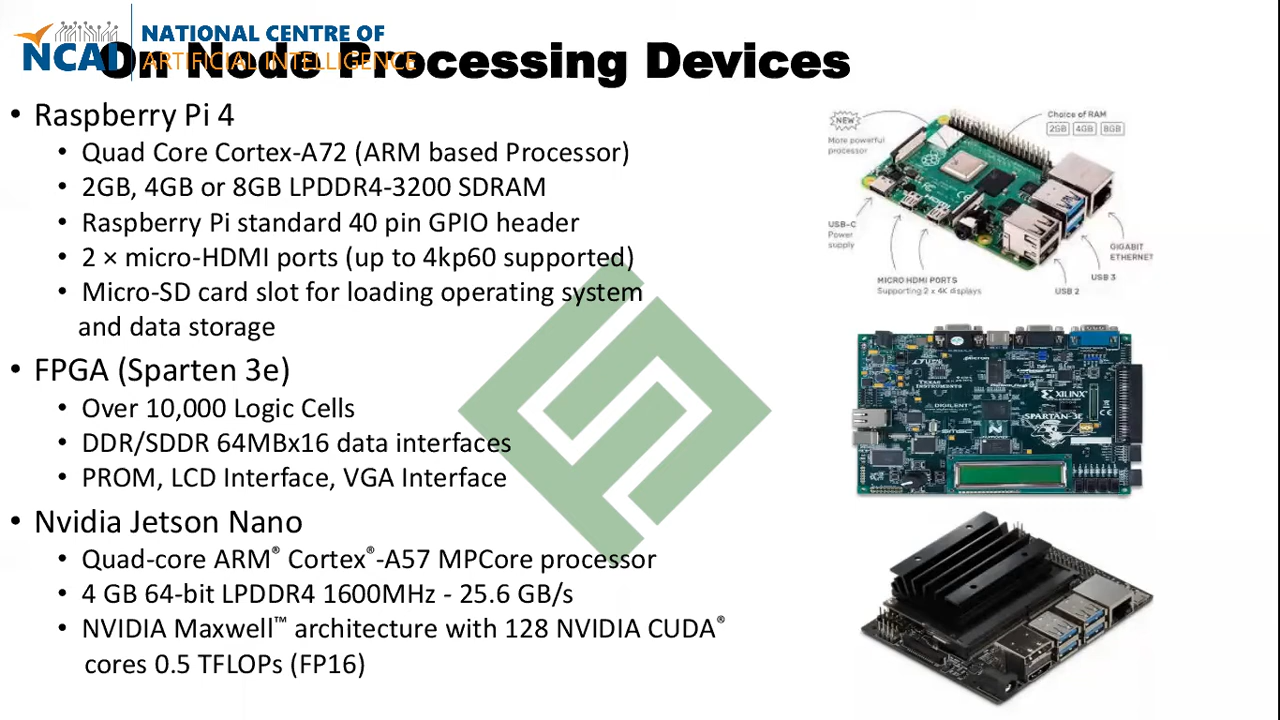 NCAI
NATIONAL CENTRE OF
ARTIFICIAL INTELLIGENCE
On Node Processing Devices
• Raspberry Pi 4
• Quad Core Cortex-A72 (ARM based Processor)
• 2GB, 4GB or 8GB LPDDR4-3200 SDRAM
• Raspberry Pi standard 40 pin GPIO header
• 2 × micro-HDMI ports (up to 4kp60 supported)
• Micro-SD card slot for loading operating system
and data storage
• FPGA (Sparten 3e)
• Over 10,000 Logic Cells
• DDR/SDDR 64MBx16 data interfaces
• PROM, LCD Interface, VGA Interface
• Nvidia Jetson Nano
• Quad-core ARM® Cortex®-A57 MPCore processor
• 4 GB 64-bit LPDDR4 1600MHz - 25.6 GB/s
• NVIDIA Maxwell™ architecture with 128 NVIDIA CUDA®
cores 0.5 TFLOPs (FP16)
NEW
More powerful
processor
Choice of RAM
2GB 4GB 8GB
USB-C
Power
supply
MICRO HDMI PORTS
Supporting 2 x 4K displays
GIGABIT
ETHERNET
USB 3
USB 2
HDMI
TEXAS
INSTRUMENTS
DIGILENT
XILINX
SPARTAN-3E
SMSC